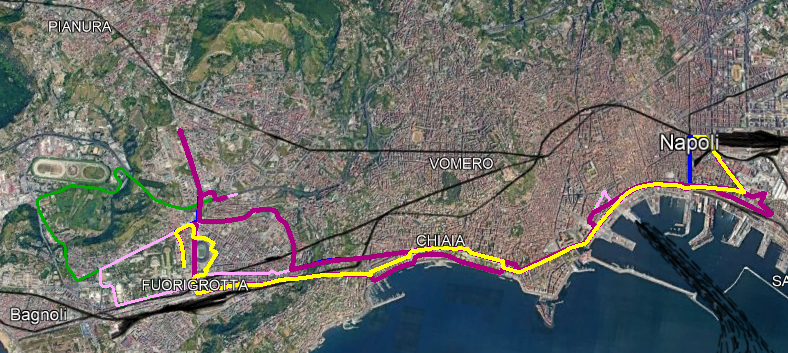 PIANURA
Napoli
VOMERO
CHIAIA
FUORIGROTTA
SA
Bagnoli